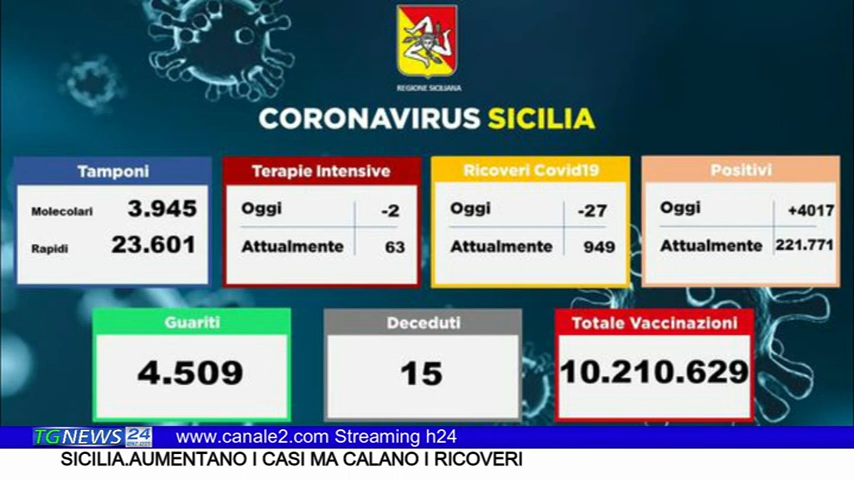 REGIONE SICILIANA
CORONAVIRUS SICILIA
Tamponi
Molecolari 3.945
Rapidi 23.601
Terapie Intensive
Oggi -2
Attualmente 63
Ricoveri Covid19
Oggi -27
Attualmente 949
Positivi
Oggi +4017
Attualmente 221.771
Guariti
4.509
Deceduti
15
Totale Vaccinazioni
10.210.629
TGNEWS 24 www.canale2.com Streaming h24
SICILIA.AUMENTANO I CASI MA CALANO I RICOVERI